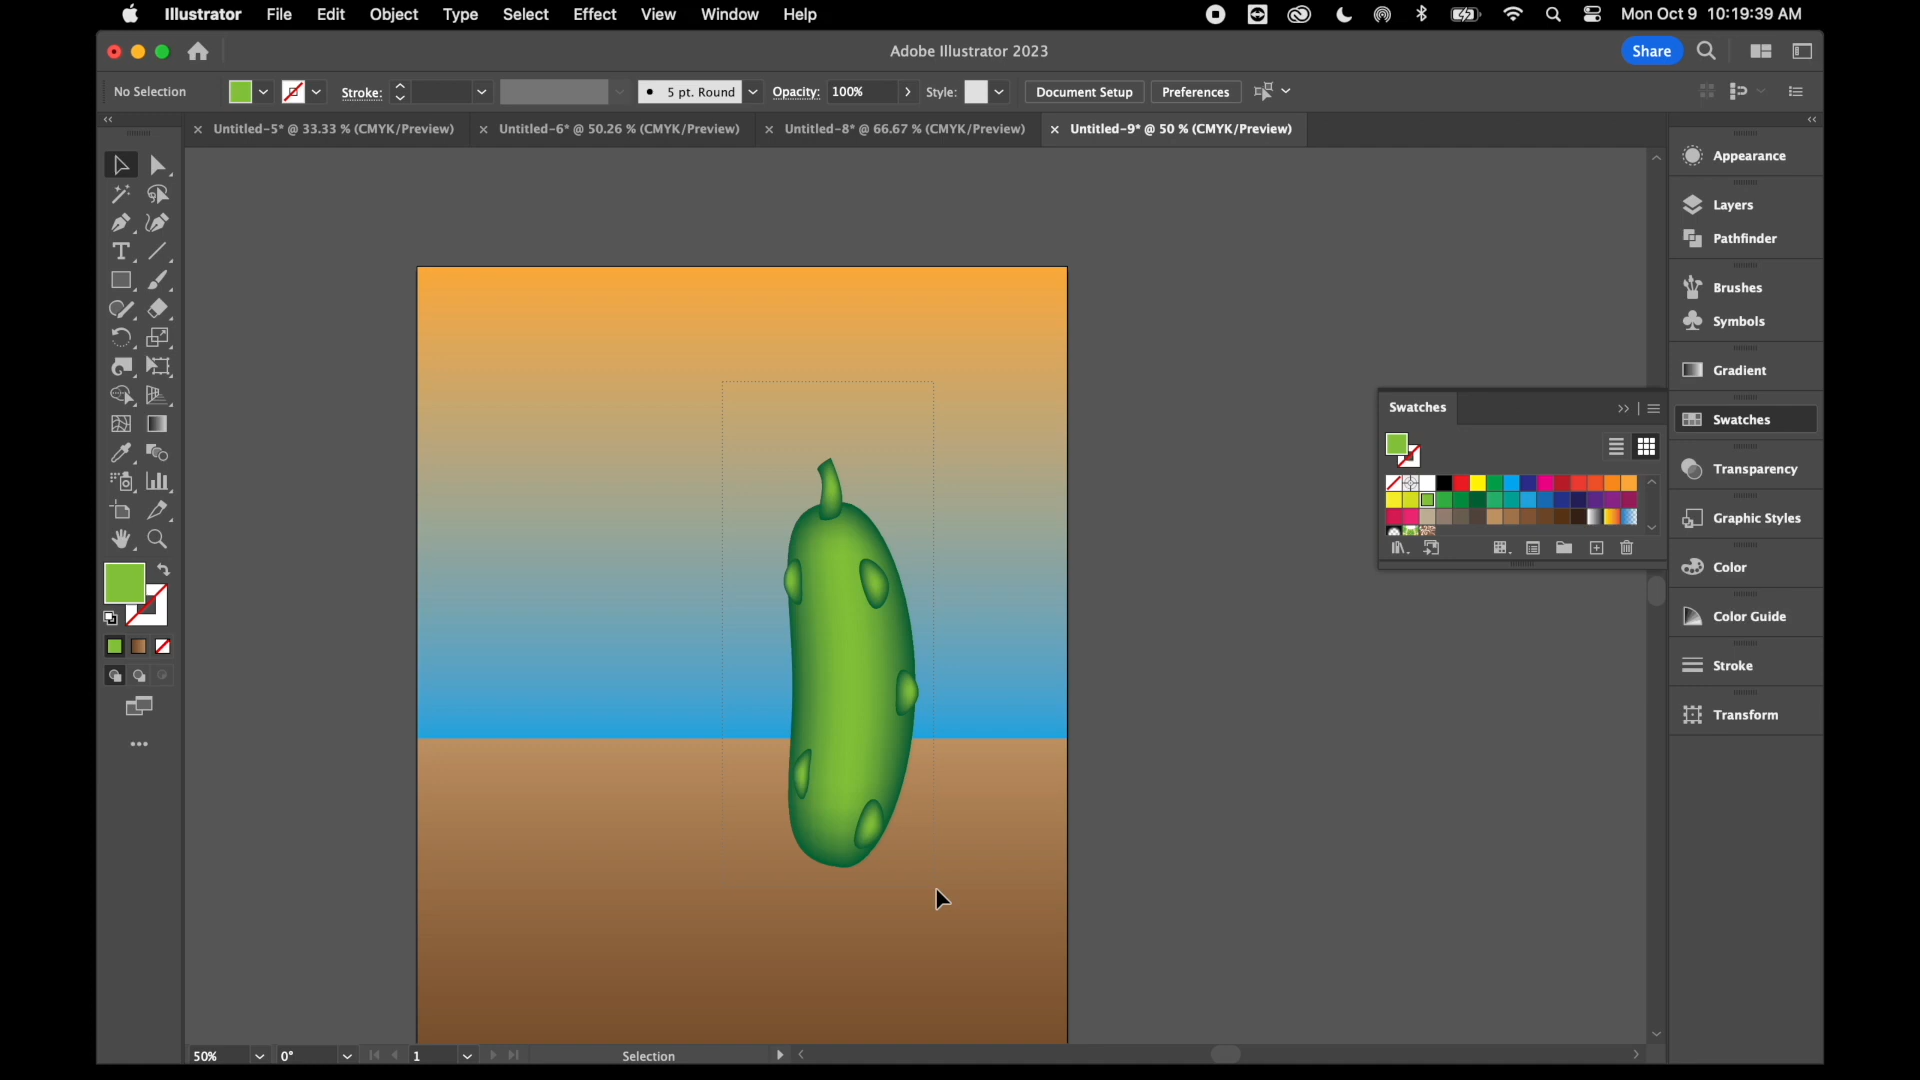 Illustrator File Edit Object Type Select Effect View Window Help Mon Oct 9 10:19:39 AM
Adobe Illustrator 2023 Share
No Selection Stroke: 5 pt. Round Opacity: 100% Style: Document Setup Preferences
Untitled-5* @ 33.33 % (CMYK/Preview) Untitled-6* @ 50.26 % (CMYK/Preview) Untitled-8* @ 66.67 % (CMYK/Preview) Untitled-9* @ 50 % (CMYK/Preview)
Appearance
Layers
Pathfinder
Brushes
Symbols
Gradient
Swatches
Swatches
Transparency
Graphic Styles
Color
Color Guide
Stroke
Transform
50% 0° 1 Selection